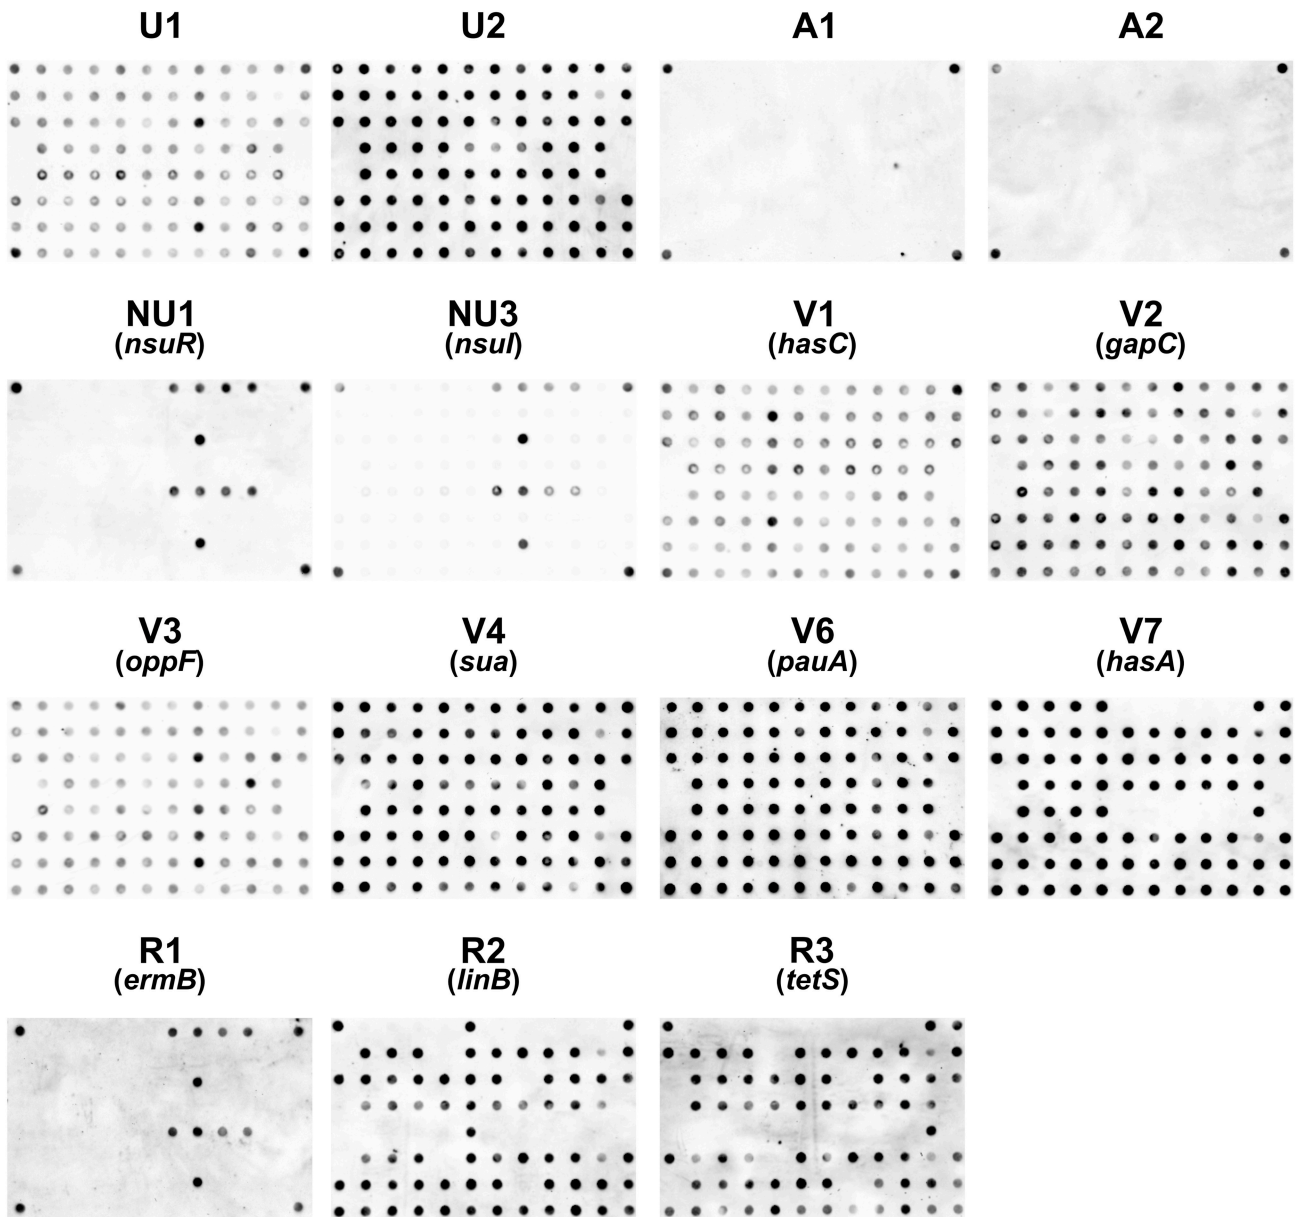 U1 U2 A1 A2
NU1 NU3 V1 V2
(nsuR) (nsuI) (hasC) (gapC)
V3 V4 V6 V7
(oppF) (sua) (pauA) (hasA)
R1 R2 R3
(ermB) (linB) (tetS)